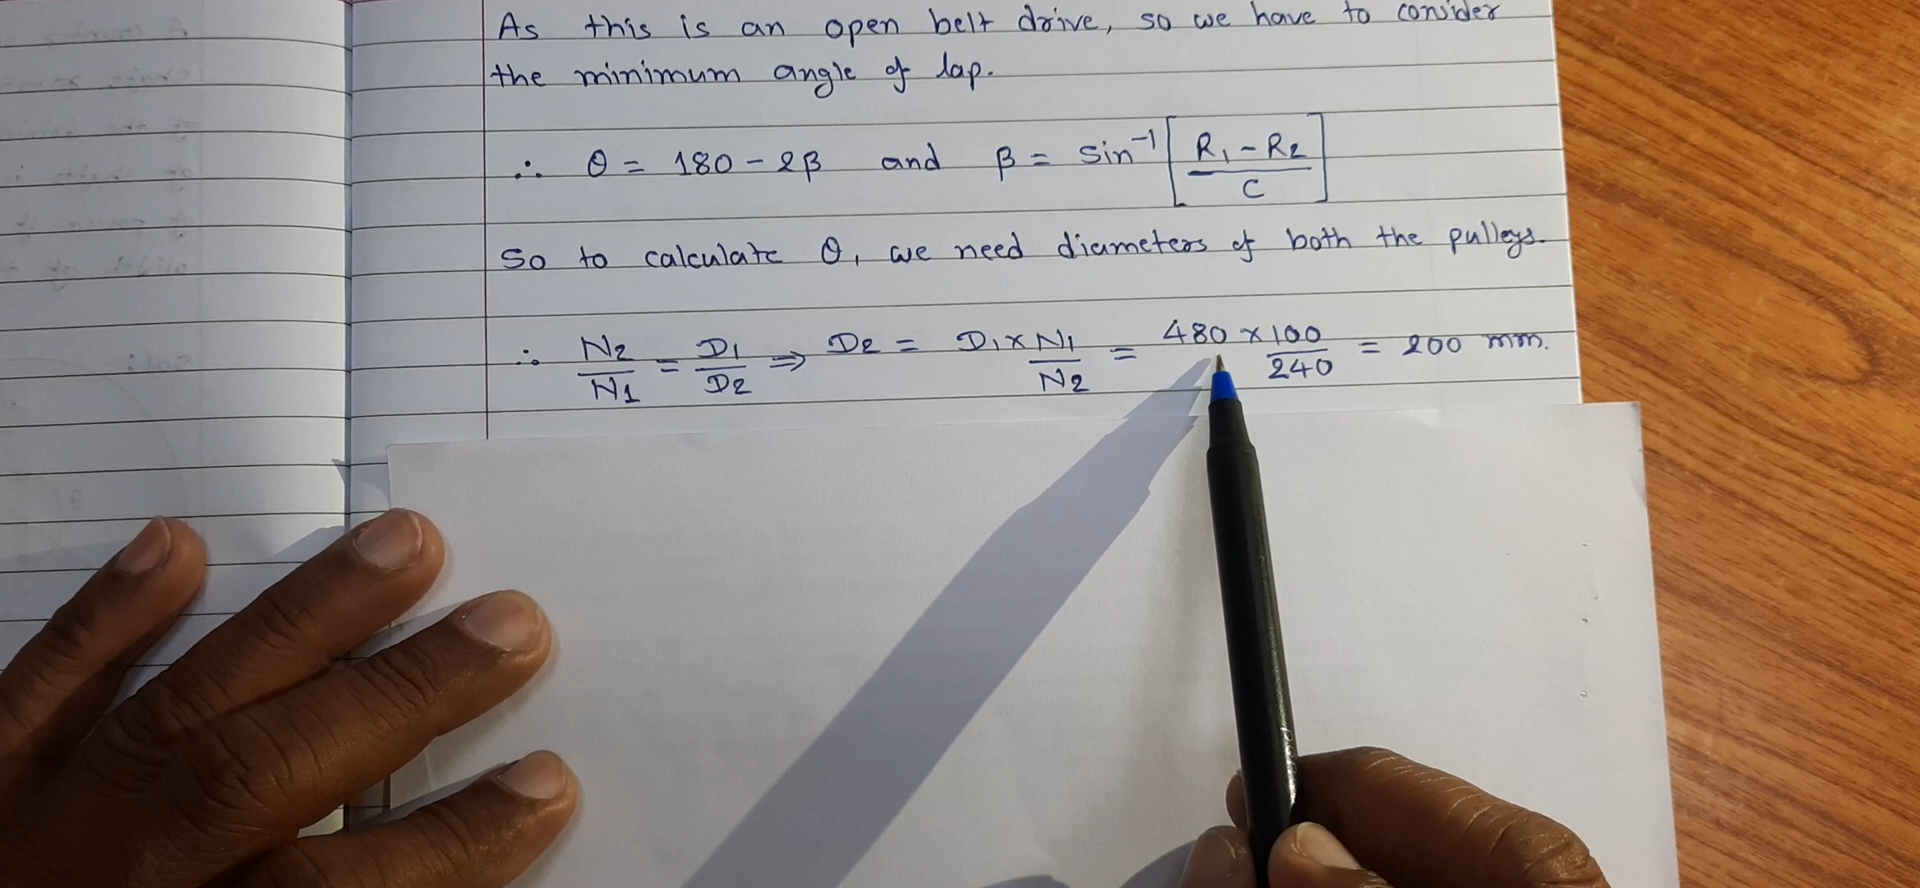 As this is an open belt drive, so we have to consider
the minimum angle of lap.
∴ θ = 180 - 2β and β = sin⁻¹[(R₁ - R₂)/C]
So to calculate θ, we need diameters of both the pulleys.
∴ N₂/N₁ = D₁/D₂ ⇒ D₂ = D₁ × N₁/N₂ = 480 × 100/240 = 200 mm.